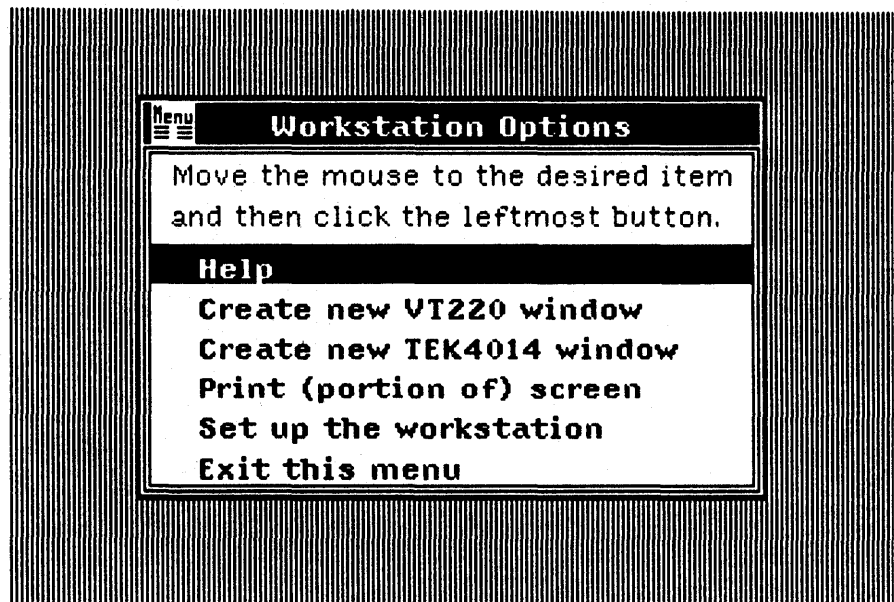 Menu
Workstation Options
Move the mouse to the desired item
and then click the leftmost button.
Help
Create new VT220 window
Create new TEK4014 window
Print (portion of) screen
Set up the workstation
Exit this menu